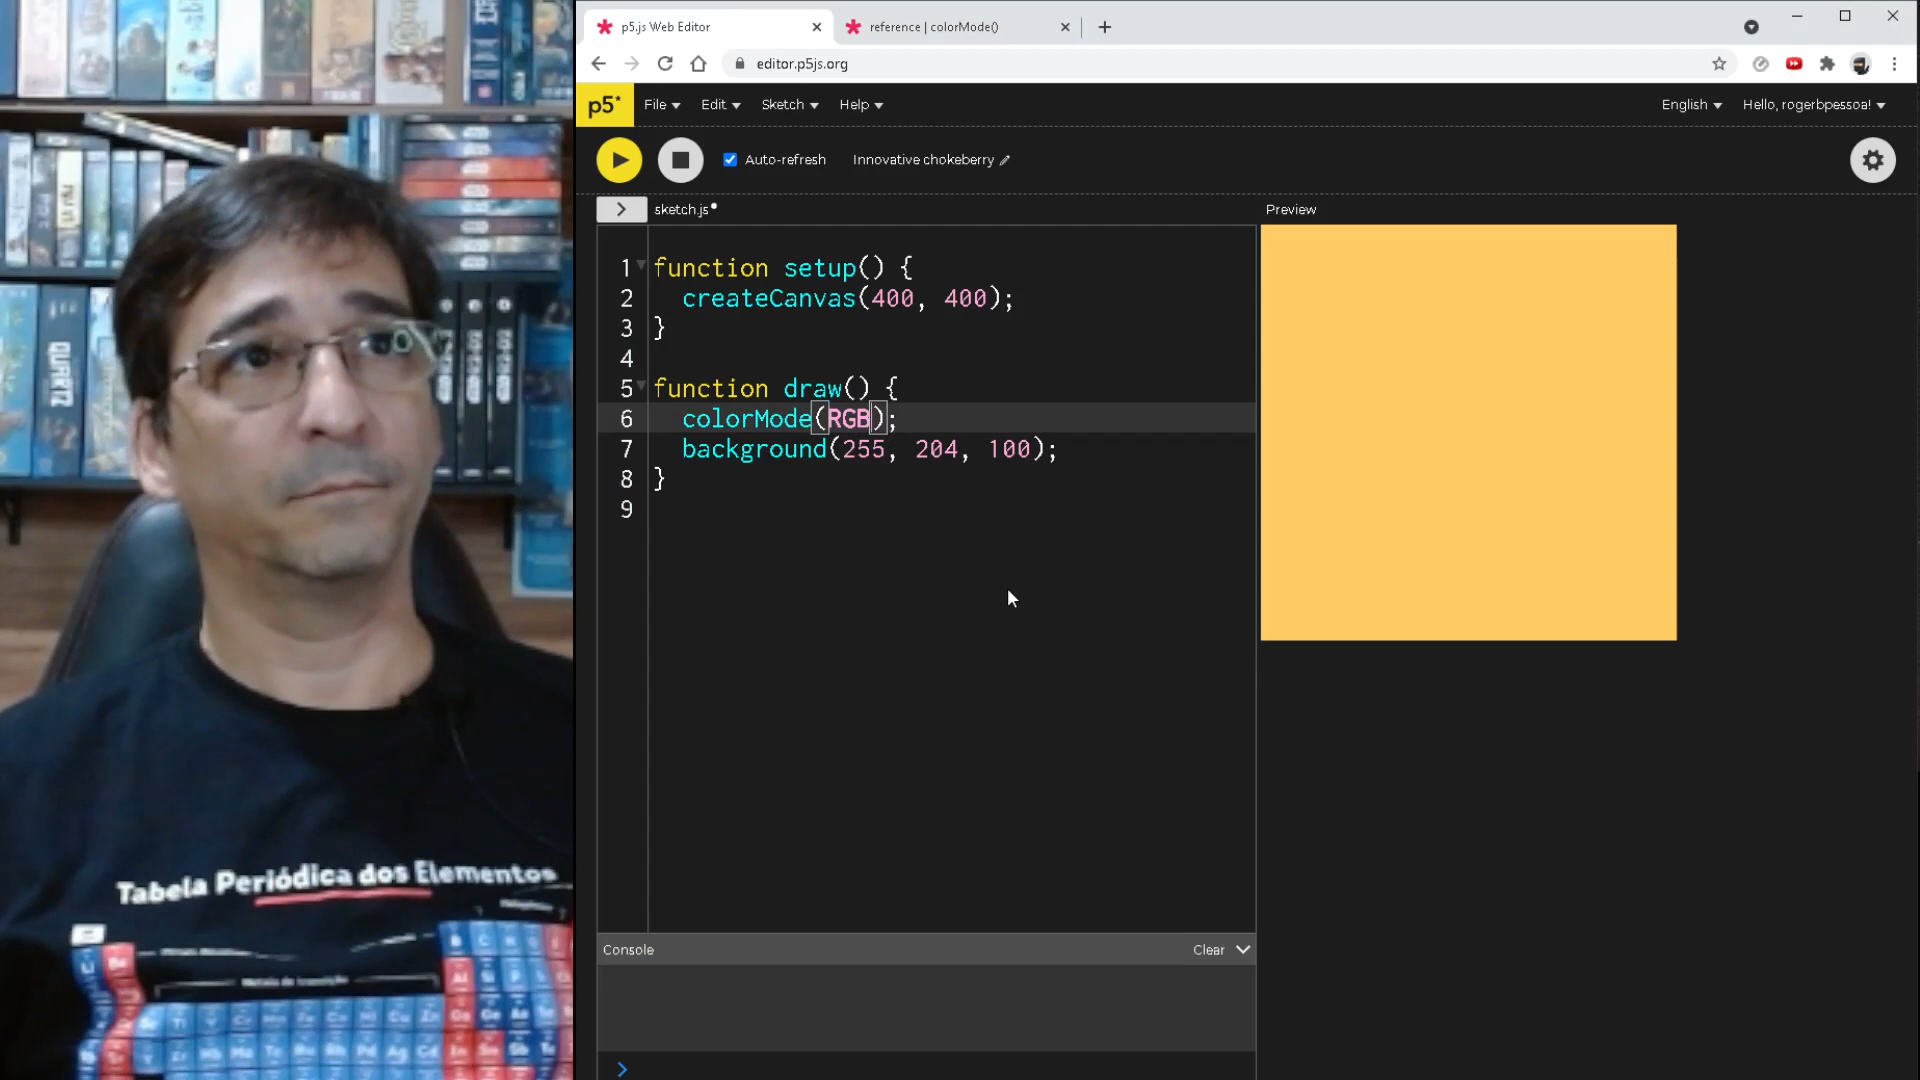 p5.js Web Editor
reference | colorMode()
editor.p5js.org
p5*
File
Edit
Sketch
Help
English
Hello, rogerbpessoa!
Auto-refresh
Innovative chokeberry
sketch.js
Preview
1 function setup() {
2 createCanvas(400, 400);
3 }
4
5 function draw() {
6 colorMode(RGB);
7 background(255, 204, 100);
8 }
9
Console
Clear
QUARTZ
Tabela Periódica dos Elementos